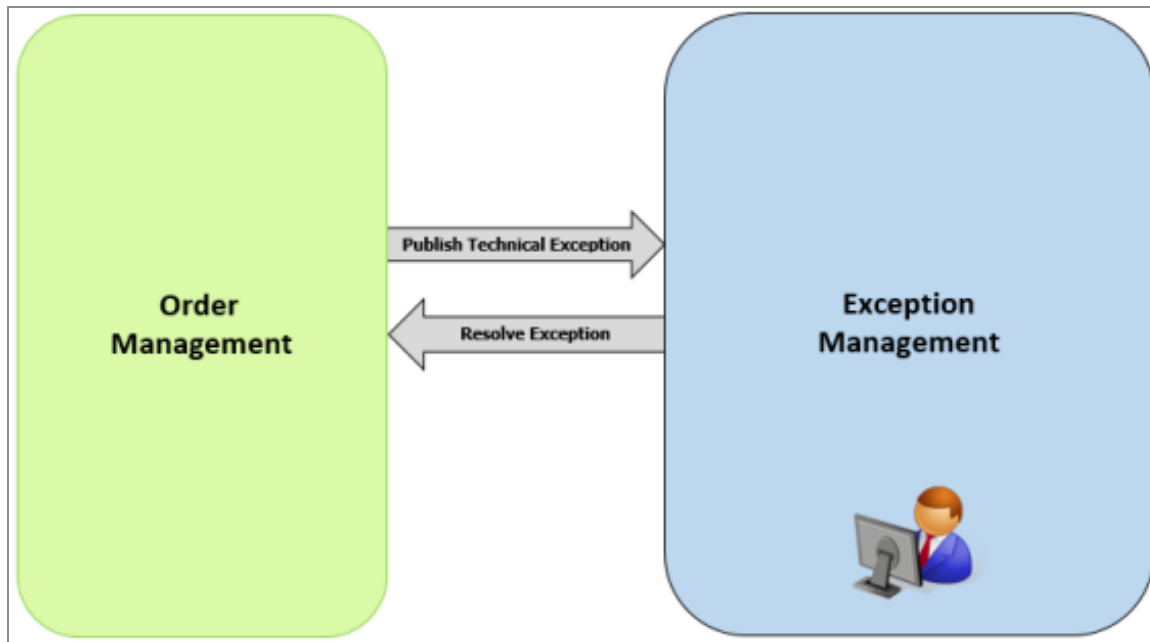 Publish Technical Exception
Order
Management
Resolve Exception
Exception
Management